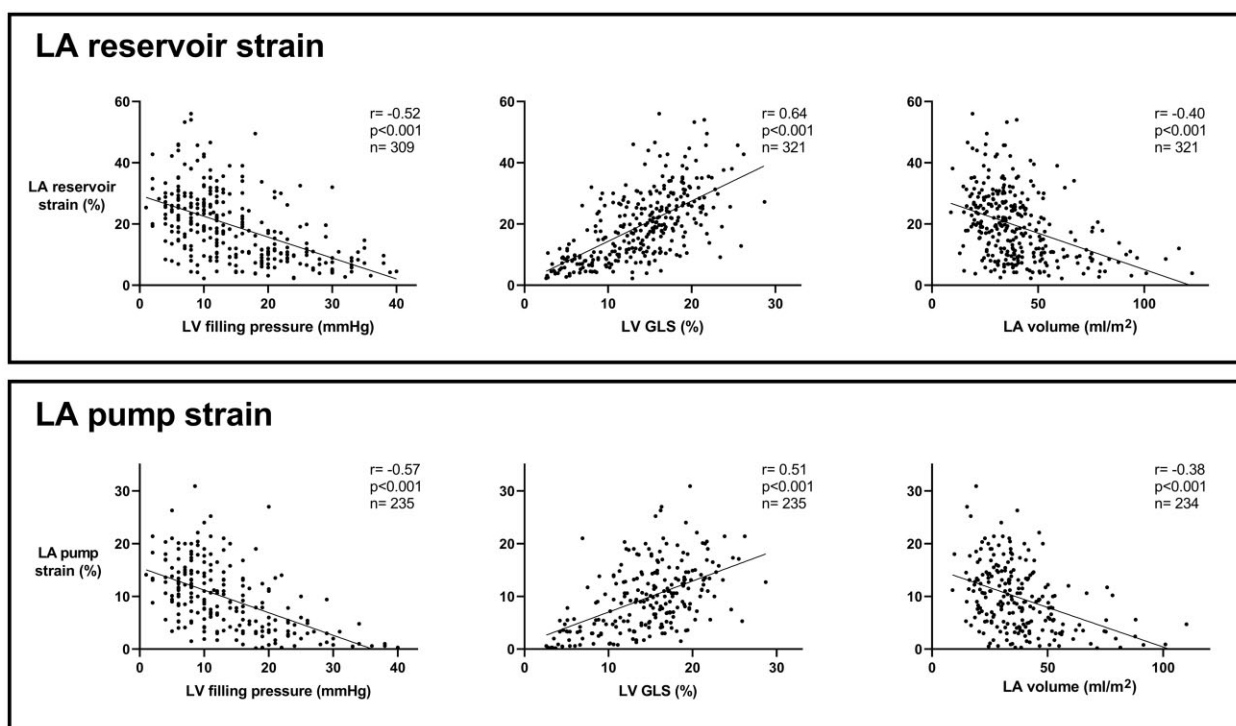 LA reservoir strain
r= -0.52
p<0.001
n= 309
LA reservoir
strain (%)
60
40
20
0
0 10 20 30 40
LV filling pressure (mmHg)
r= 0.64
p<0.001
n= 321
60
40
20
0
0 10 20 30
LV GLS (%)
r= -0.40
p<0.001
n= 321
60
40
20
0
0 50 100
LA volume (ml/m²)
LA pump strain
r= -0.57
p<0.001
n= 235
LA pump
strain (%)
30
20
10
0
0 10 20 30 40
LV filling pressure (mmHg)
r= 0.51
p<0.001
n= 235
30
20
10
0
0 10 20 30
LV GLS (%)
r= -0.38
p<0.001
n= 234
30
20
10
0
0 50 100
LA volume (ml/m²)